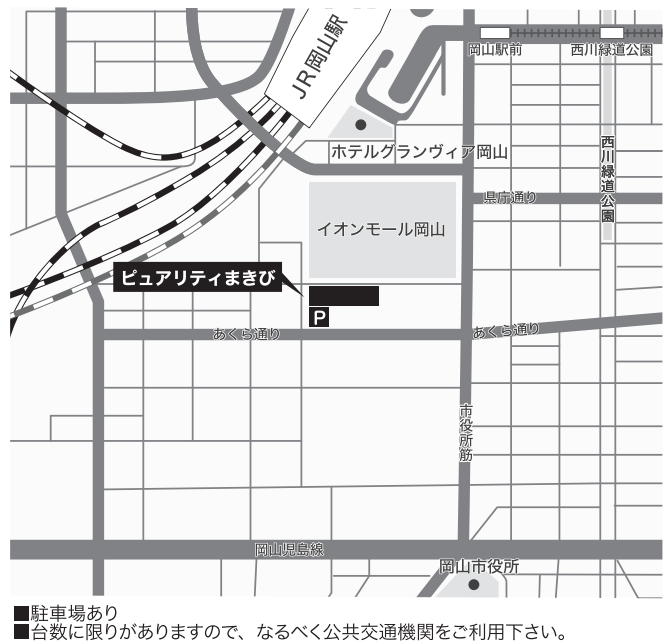 JR岡山駅
岡山駅前
西川緑道公園
ホテルグランヴィア岡山
西川緑道公園
県庁通り
イオンモール岡山
ピュアリティまきび
P
あくら通り
あくら通り
市役所筋
岡山児島線
岡山市役所
■駐車場あり
■台数に限りがありますので、なるべく公共交通機関をご利用下さい。